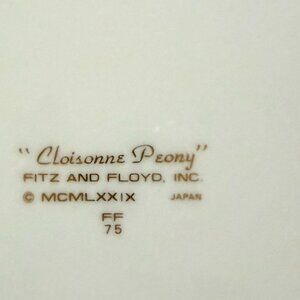 "Cloisonne Peony"
FITZ AND FLOYD, INC.
© MCMLXXIX JAPAN
FF
75